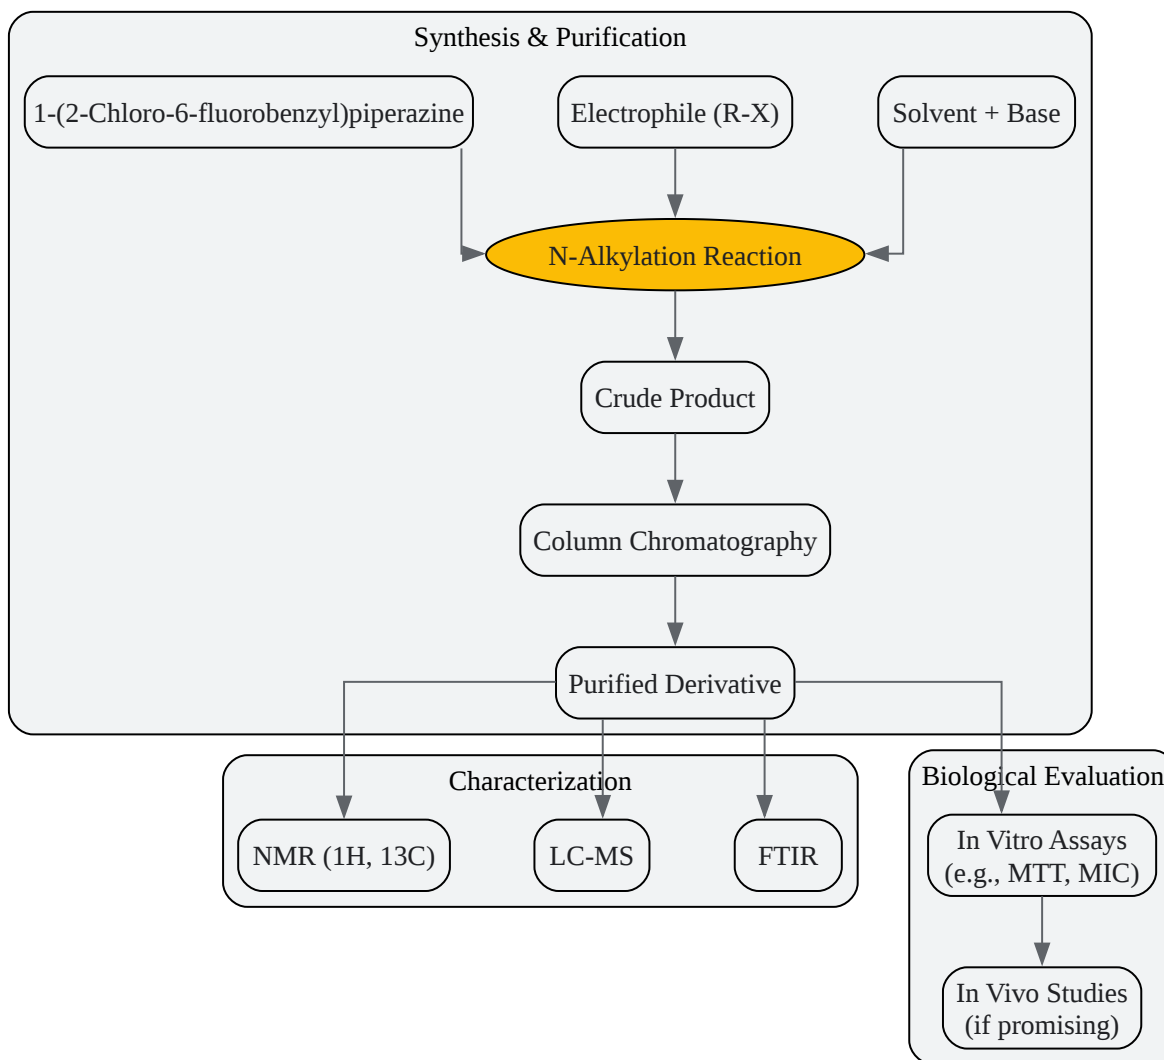 Synthesis & Purification
1-(2-Chloro-6-fluorobenzyl)piperazine
Electrophile (R-X)
Solvent + Base
N-Alkylation Reaction
Crude Product
Column Chromatography
Purified Derivative
Characterization
Biological Evaluation
NMR (1H, 13C)
LC-MS
FTIR
In Vitro Assays
(e.g., MTT, MIC)
In Vivo Studies
(if promising)